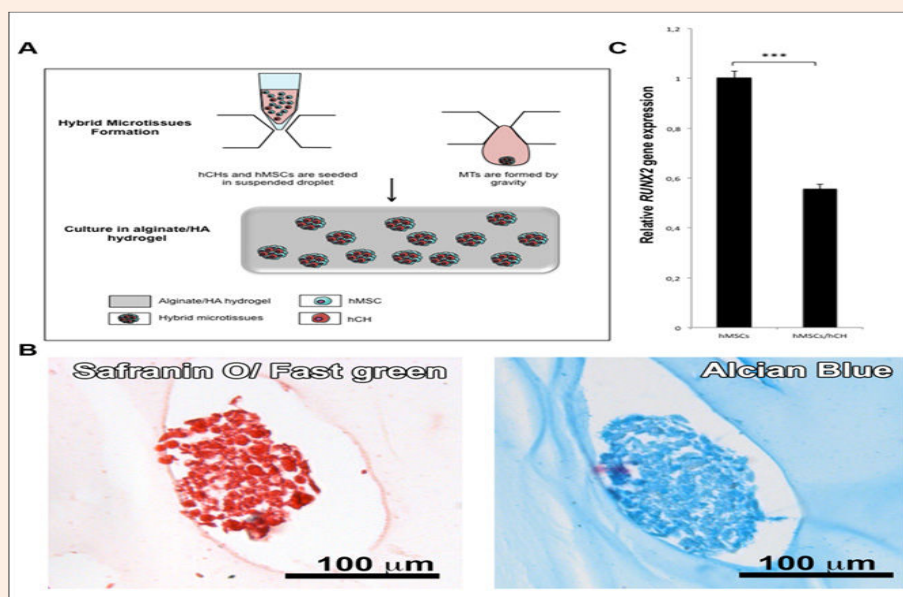 A
Hybrid Microtissues
Formation
hCHs and hMSCs are seeded
in suspended droplet
MTs are formed by
gravity
Culture in alginate/HA
hydrogel
Alginate/HA hydrogel
hMSC
Hybrid microtissues
hCH
C
Relative RUNX2 gene expression
1,2
1
0,8
0,6
0,4
0,2
0
***
hMSCs
hMSCs/hCH
B
Safranin O/ Fast green
100 µm
Alcian Blue
100 µm